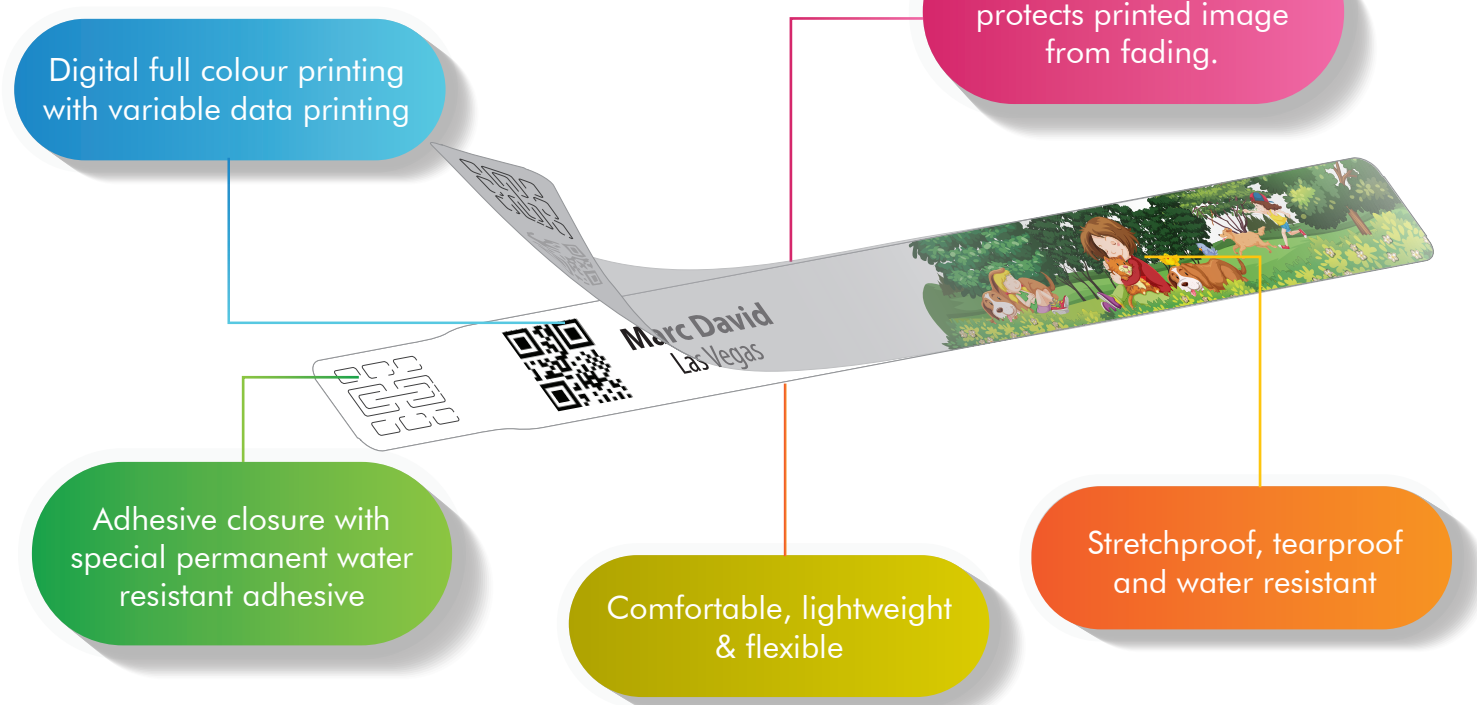 protects printed image
from fading.
Digital full colour printing
with variable data printing
Marc David
Las Vegas
Adhesive closure with
special permanent water
resistant adhesive
Stretchproof, tearproof
and water resistant
Comfortable, lightweight
& flexible